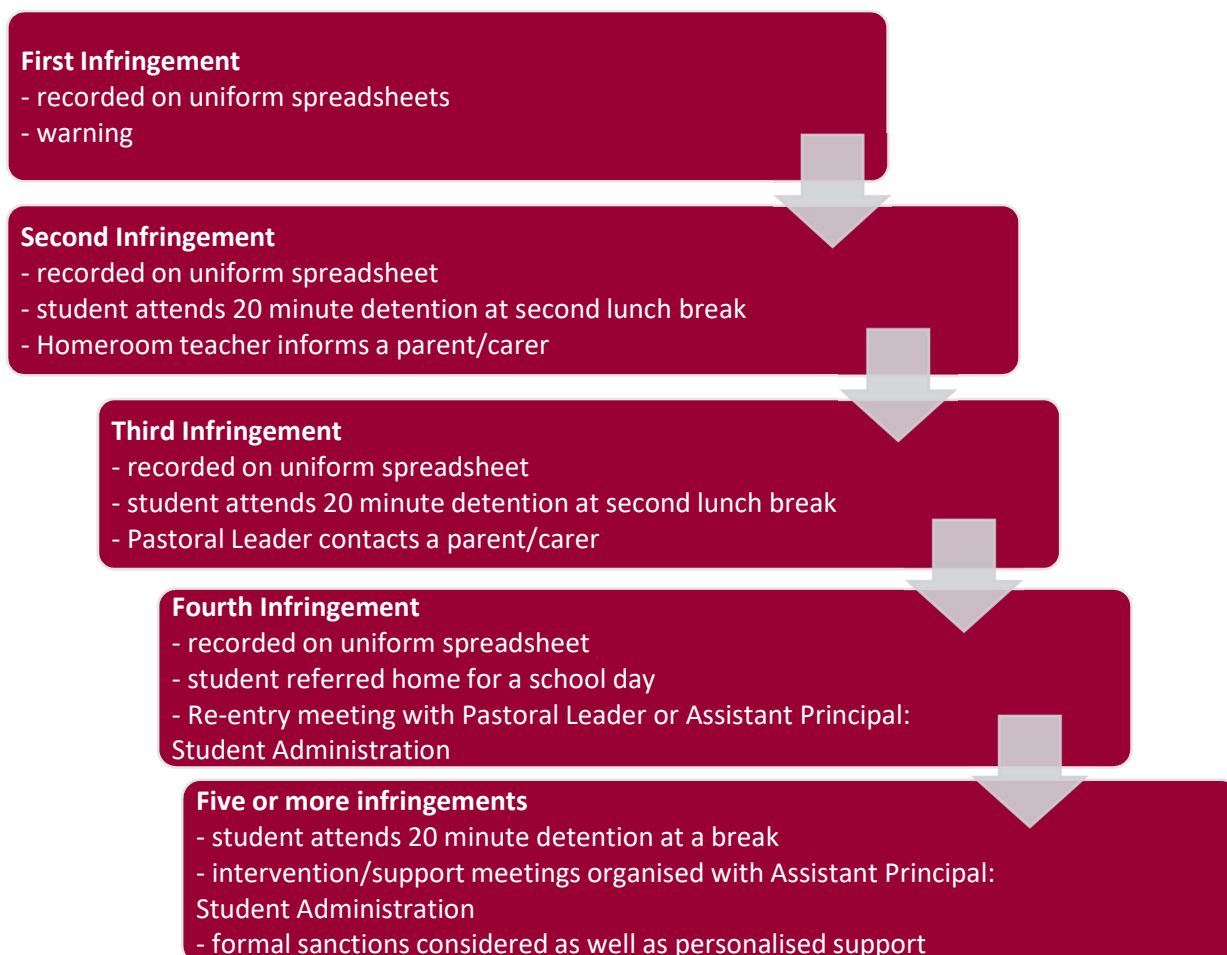 First Infringement
- recorded on uniform spreadsheets
- warning
Second Infringement
- recorded on uniform spreadsheet
- student attends 20 minute detention at second lunch break
- Homeroom teacher informs a parent/carer
Third Infringement
- recorded on uniform spreadsheet
- student attends 20 minute detention at second lunch break
- Pastoral Leader contacts a parent/carer
Fourth Infringement
- recorded on uniform spreadsheet
- student referred home for a school day
- Re-entry meeting with Pastoral Leader or Assistant Principal:
Student Administration
Five or more infringements
- student attends 20 minute detention at a break
- intervention/support meetings organised with Assistant Principal:
Student Administration
- formal sanctions considered as well as personalised support